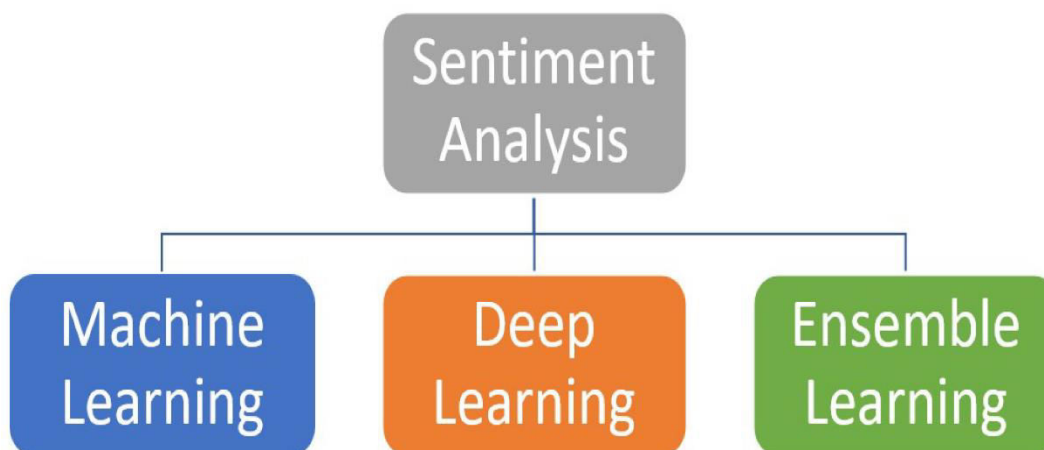 Sentiment
Analysis
Machine
Learning
Deep
Learning
Ensemble
Learning